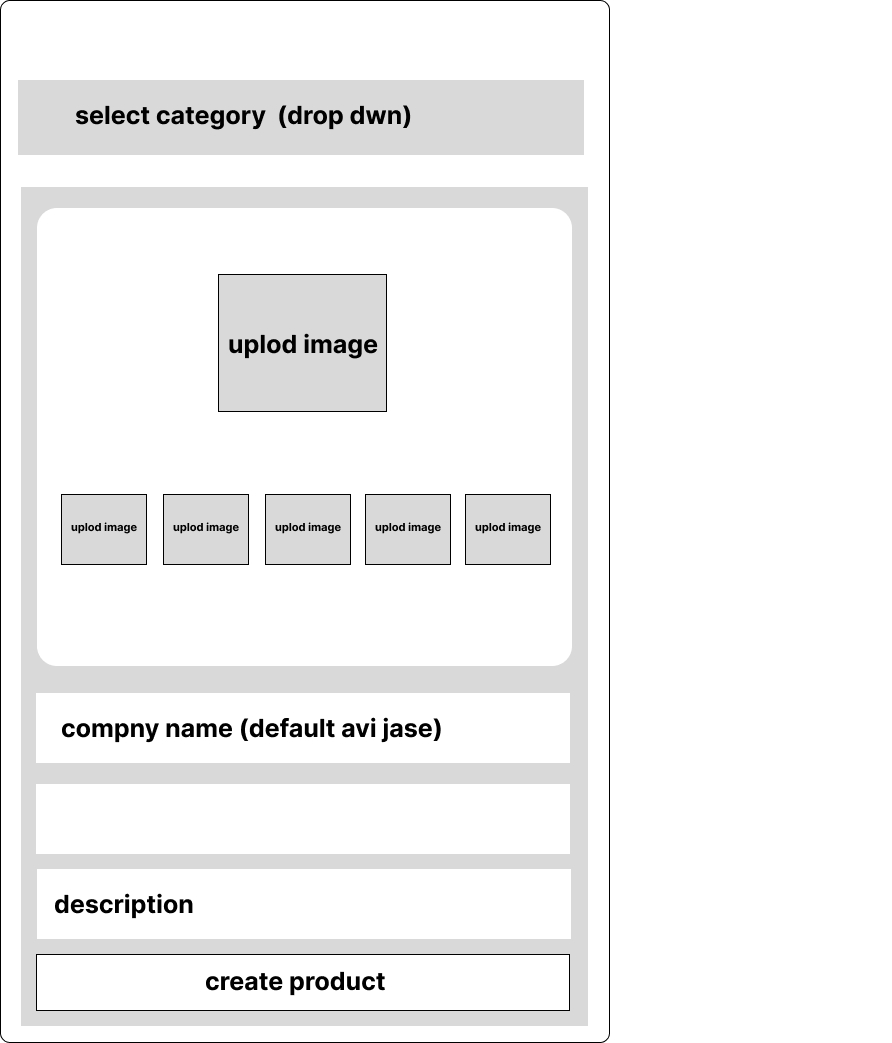 select category  (drop dwn)
uplod image
uplod image
uplod image
uplod image
uplod image
uplod image
compny name (default avi jase)
description
create product